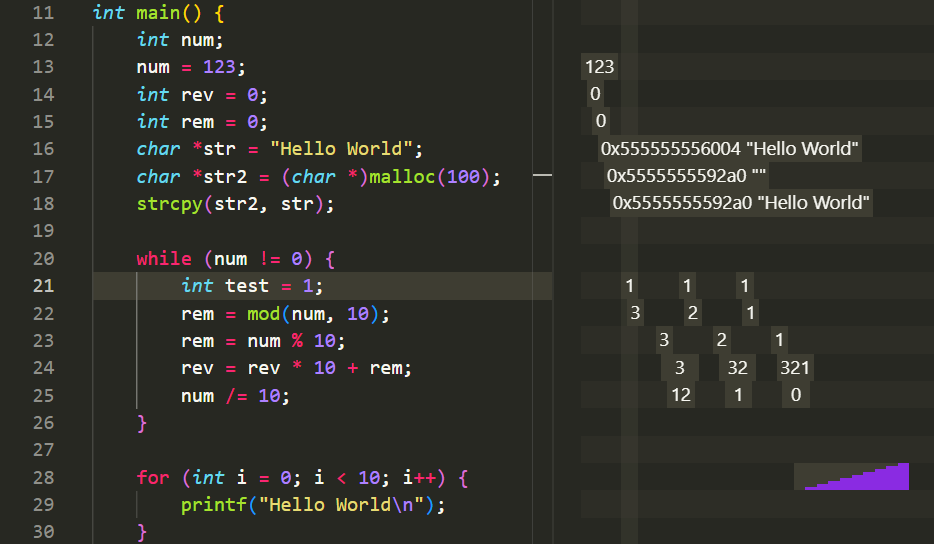 11 int main() {
12 int num;
13 num = 123; 123
14 int rev = 0; 0
15 int rem = 0; 0
16 char *str = "Hello World"; 0x555555556004 "Hello World"
17 char *str2 = (char *)malloc(100); 0x5555555592a0 ""
18 strcpy(str2, str); 0x5555555592a0 "Hello World"
19
20 while (num != 0) {
21 int test = 1; 1 1 1
22 rem = mod(num, 10); 3 2 1
23 rem = num % 10; 3 2 1
24 rev = rev * 10 + rem; 3 32 321
25 num /= 10; 12 1 0
26 }
27
28 for (int i = 0; i < 10; i++) {
29 printf("Hello World\n");
30 }